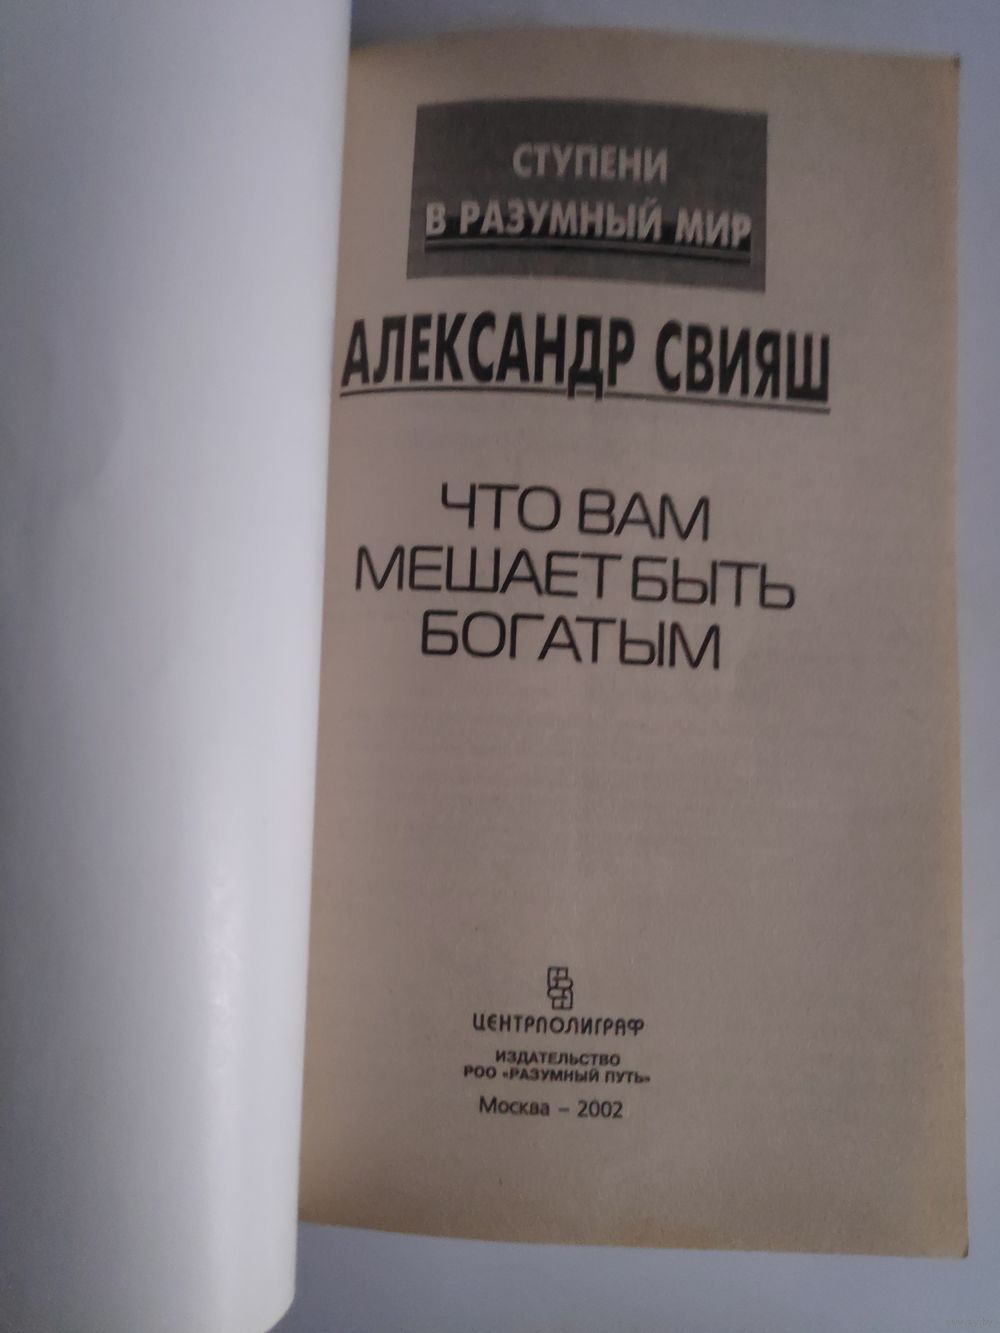 СТУПЕНИ
В РАЗУМНЫЙ МИР
АЛЕКСАНДР СВИЯШ
ЧТО ВАМ
МЕШАЕТ БЫТЬ
БОГАТЫМ
ЦЕНТРПОЛИГРАФ
ИЗДАТЕЛЬСТВО
РОО «РАЗУМНЫЙ ПУТЬ»
Москва – 2002